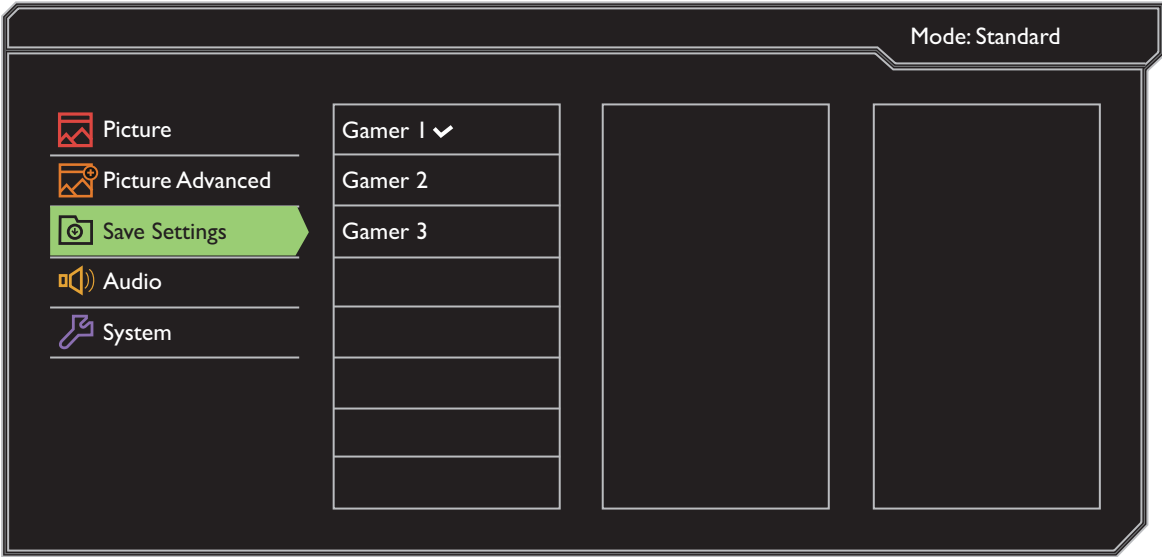 Mode: Standard
Picture
Picture Advanced
Save Settings
Audio
System
Gamer 1
Gamer 2
Gamer 3